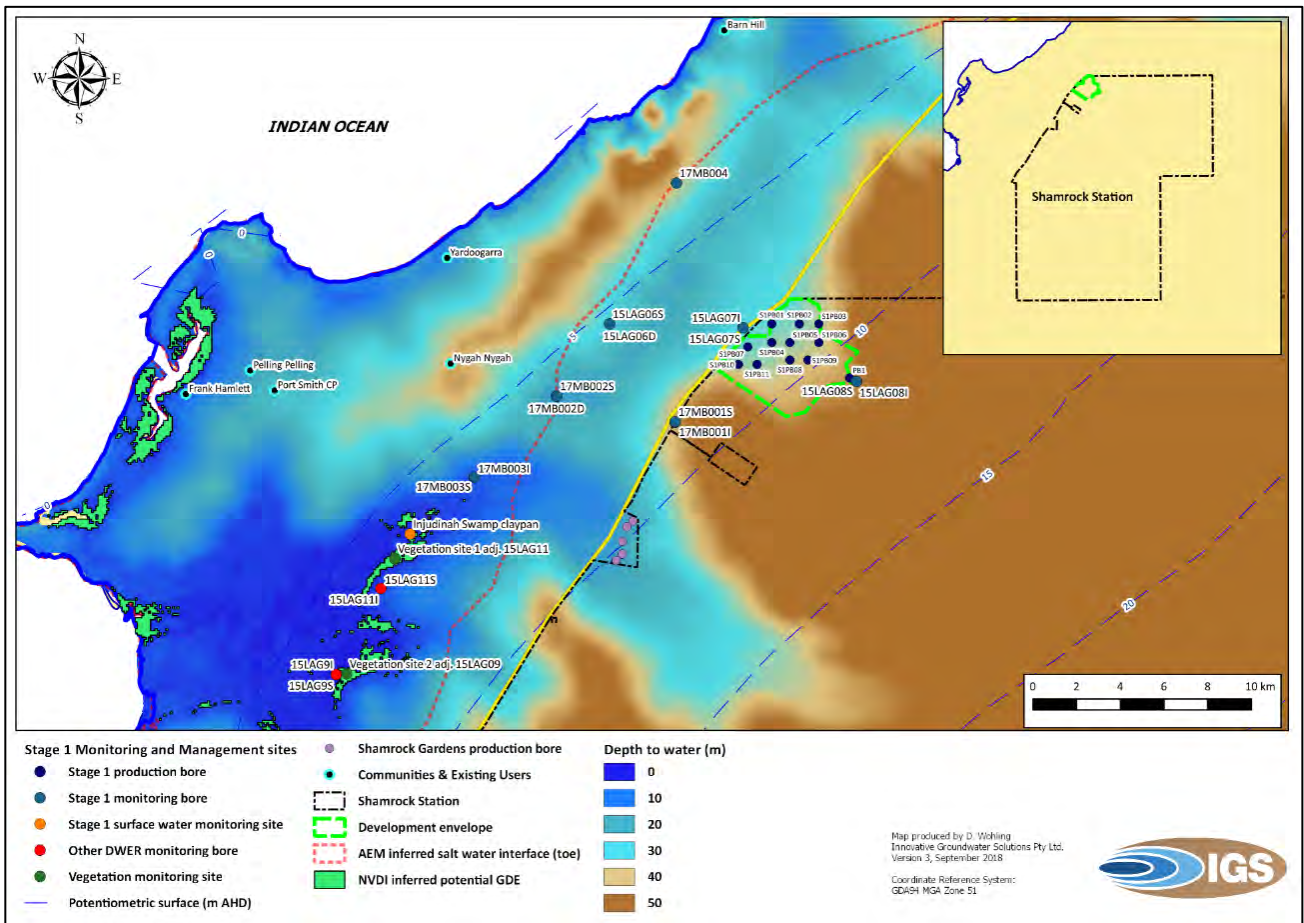 Barn Hill
N
W
E
S
INDIAN OCEAN
Shamrock Station
17MB004
0
0
Yardoogarra
15LAG06S
15LAG06D
5
15LAG07I
15LAG07S
S1PB01
S1PB02
S1PB03
10
S1PB05
S1PB06
S1PB07
S1PB04
S1PB10
S1PB11
S1PB08
S1PB09
PB1
15LAG08S
15LAG08I
Nygah Nygah
Pelling Pelling
Frank Hamlett
Port Smith CP
17MB002S
17MB002D
17MB001S
17MB001I
17MB003I
17MB003S
15
0
Injudinah Swamp claypan
Vegetation site 1 adj. 15LAG11
15LAG11S
15LAG11I
20
15LAG9I
Vegetation site 2 adj. 15LAG09
15LAG9S
0 2 4 6 8 10 km
Stage 1 Monitoring and Management sites
Stage 1 production bore
Stage 1 monitoring bore
Stage 1 surface water monitoring site
Other DWER monitoring bore
Vegetation monitoring site
Potentiometric surface (m AHD)
Shamrock Gardens production bore
Communities & Existing Users
Shamrock Station
Development envelope
AEM inferred salt water interface (toe)
NVDI inferred potential GDE
Depth to water (m)
0
10
20
30
40
50
Map produced by D. Wohling
Innovative Groundwater Solutions Pty Ltd.
Version 3, September 2018
Coordinate Reference System:
GDA94 MGA Zone 51
IGS